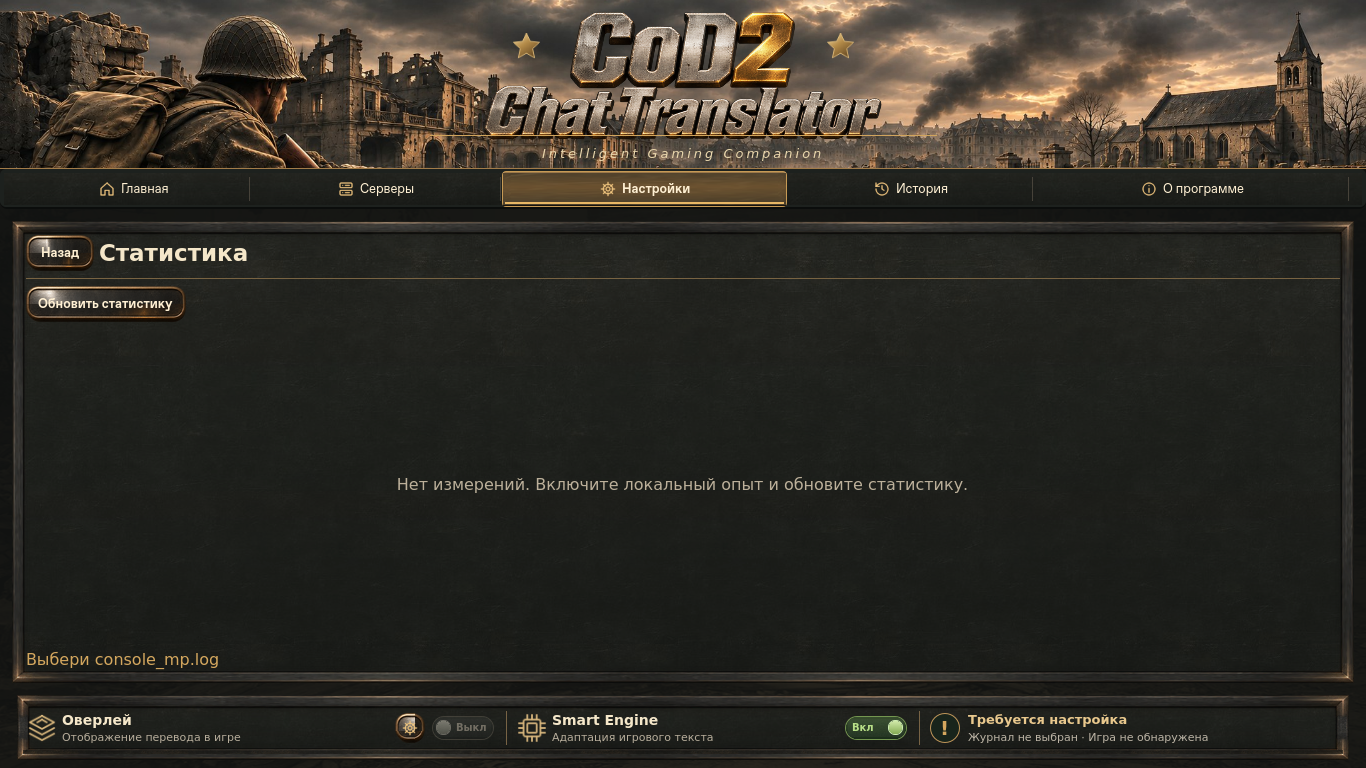 CoD2
Chat Translator
Intelligent Gaming Companion
Главная
Серверы
Настройки
История
О программе
Назад
Статистика
Обновить статистику
Нет измерений. Включите локальный опыт и обновите статистику.
Выбери console_mp.log
Оверлей
Отображение перевода в игре
Выкл
Smart Engine
Адаптация игрового текста
Вкл
Требуется настройка
Журнал не выбран · Игра не обнаружена